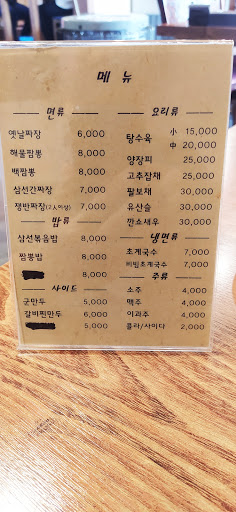 메 뉴
면류
옛날짜장 6,000
해물짬뽕 8,000
백짬뽕 8,000
삼선간짜장 7,000
쟁반짜장(2人이상) 7,000
밥류
삼선볶음밥 8,000
짬뽕밥 8,000
8,000
사이드
군만두 5,000
갈비찐만두 6,000
5,000
요리류
탕수육 小 15,000
中 20,000
양장피 25,000
고추잡채 25,000
팔보채 30,000
유산슬 30,000
깐쇼새우 30,000
냉면류
초계국수 7,000
비빔초계국수 7,000
주류
소주 4,000
맥주 4,000
이과주 4,000
콜라/사이다 2,000